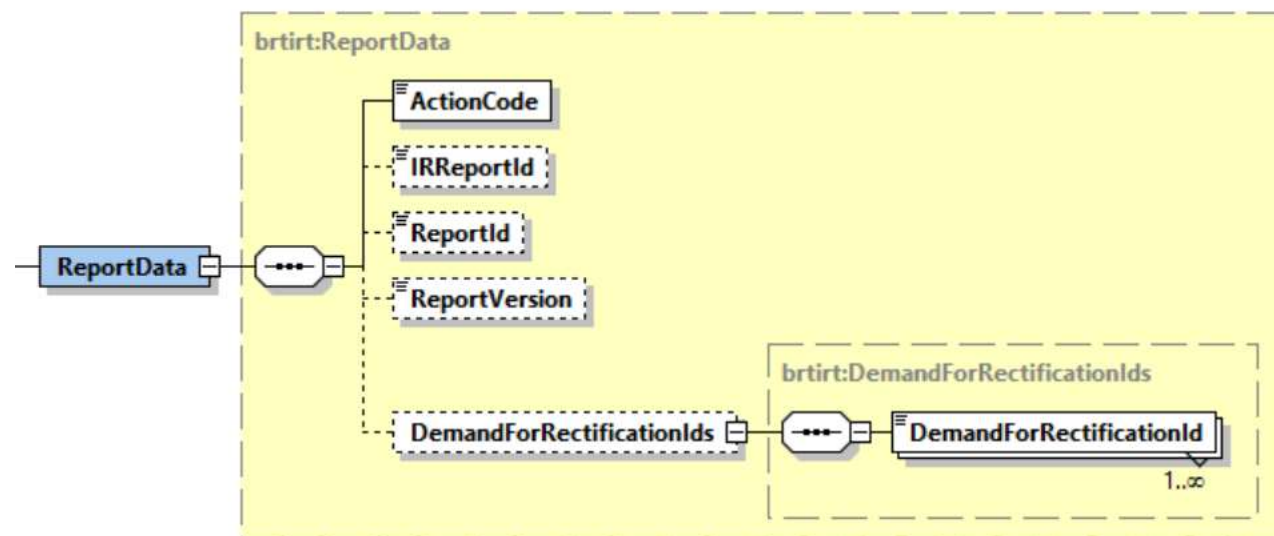 brtirt:ReportData
ActionCode
IRReportId
ReportId
ReportData
ReportVersion
brtirt:DemandForRectificationIds
DemandForRectificationIds
DemandForRectificationId
1..∞